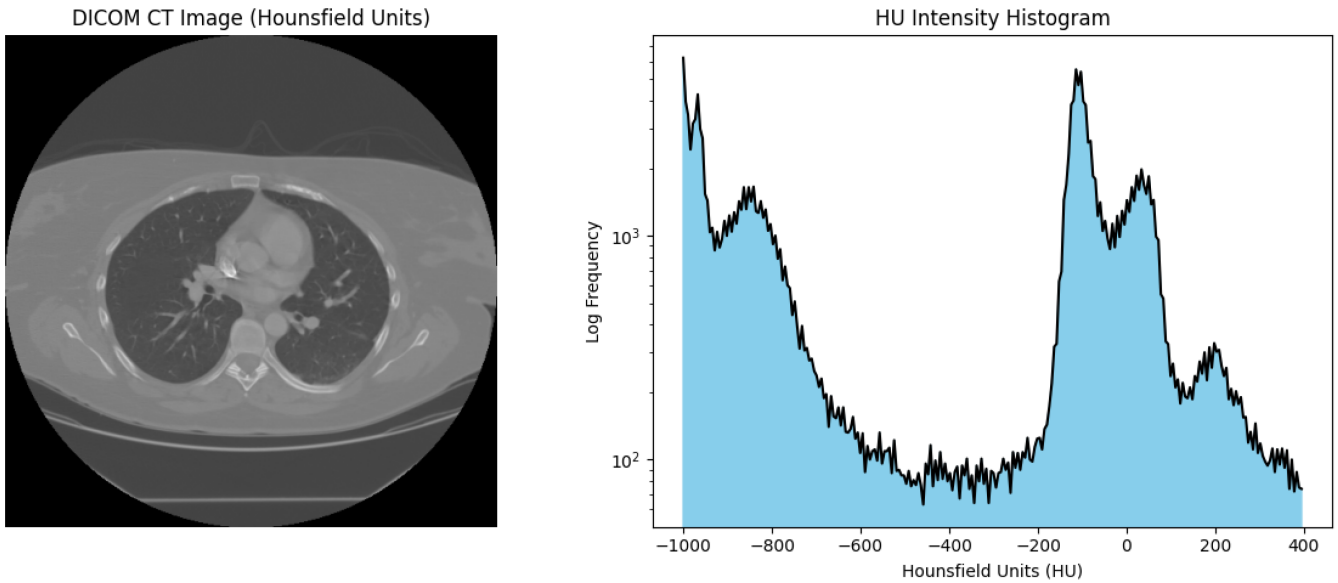 DICOM CT Image (Hounsfield Units)
HU Intensity Histogram
Log Frequency
10³
10²
−1000 −800 −600 −400 −200 0 200 400
Hounsfield Units (HU)